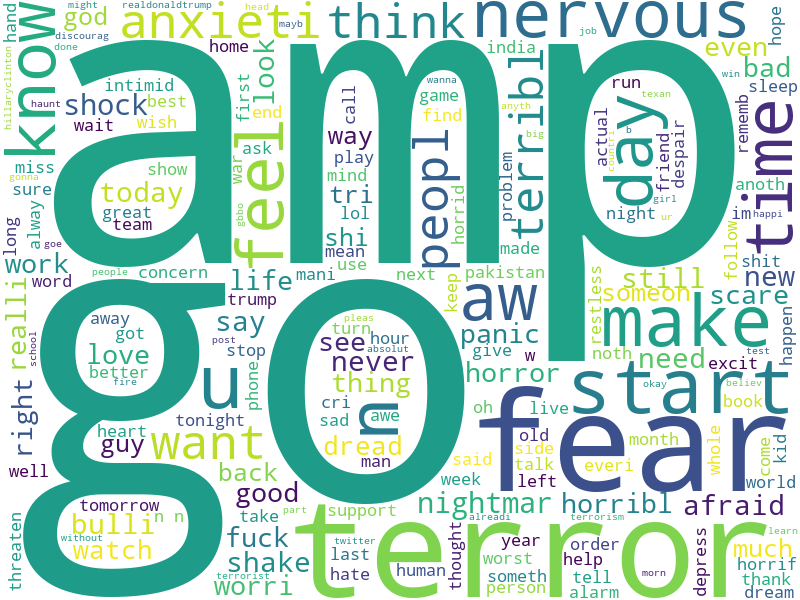 realdonaldtrump
head
mayb
job
hope
might
god
hand
discourag
done
anxieti
think
nervous
know
hillaryclinton
home
india
even
bad
sleep
haunt
intimid
best
first
look
wanna
anyth
win
texan
shock
wish
end
call
game
find
big
run
b
rememb
wait
way
terribl
actual
countri
day
friend
despair
amp
miss
gonna
sure
show
ask
war
feel
play
mind
tri
peopl
horrid
problem
girl
time
anoth
today
great
team
gbbo
lol
shi
mean
made
night
ur
im
happi
long
alway
goe
follow
shit
work
word
people
concern
life
mani
use
next
keep
pakistan
restless
still
new
someon
scare
trump
aw
make
happen
realli
school
away
got
love
better
fire
say
post
stop
phone
pleas
turn
hour
see
absolut
never
panic
give
w
noth
need
excit
test
go
u
thing
horror
start
okay
believ
book
right
tonight
heart
guy
want
cri
sad
n
awe
dread
man
oh
live
fear
old
side
said
talk
left
everi
month
whole
come
kid
well
back
week
world
threaten
tomorrow
bulli
n n
watch
without
good
take
support
part
nightmar
alreadi
horribl
terrorism
afraid
learn
fuck
shake
worri
terrorist
twitter
last
hate
human
terror
thought
year
worst
someth
person
order
help
tell
alarm
morn
depress
much
horrif
thank
dream